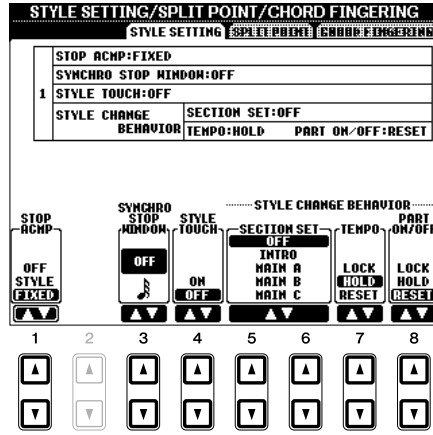 STYLE SETTING/SPLIT POINT/CHORD FINGERING
STYLE SETTING SPLIT POINT CHORD FINGERING
STOP ACMP:FIXED
SYNCHRO STOP WINDOW:OFF
1 STYLE TOUCH:OFF
STYLE CHANGE BEHAVIOR SECTION SET:OFF
TEMPO:HOLD PART ON/OFF:RESET
STYLE CHANGE BEHAVIOR
STOP ACMP SYNCHRO STOP WINDOW STYLE TOUCH SECTION SET TEMPO PART ON/OFF
OFF
STYLE
FIXED
OFF
ON
OFF
OFF
INTRO
MAIN A
MAIN B
MAIN C
LOCK
HOLD
RESET
LOCK
HOLD
RESET
1 2 3 4 5 6 7 8